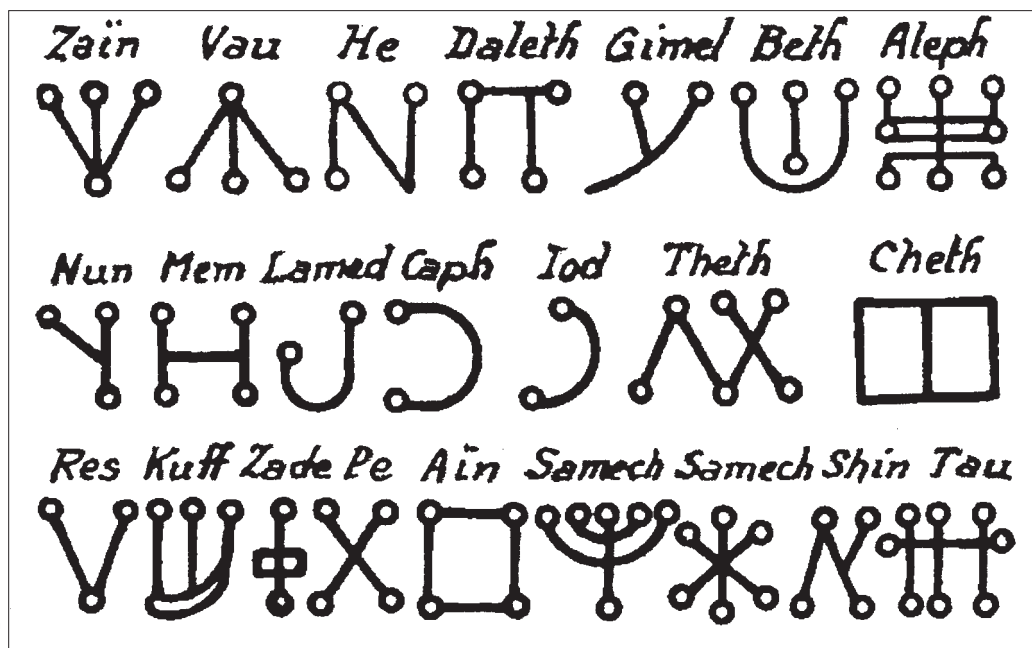 Zaïn Vau He Daleth Gimel Beth Aleph
Nun Mem Lamed Caph Iod Theth Cheth
Res Kuff Zade Pe Aïn Samech Samech Shin Tau